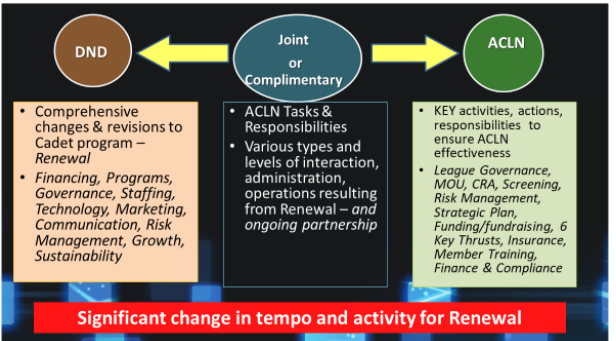 DND
Joint
or
Complimentary
ACLN
• Comprehensive
changes & revisions to
Cadet program –
Renewal
• Financing, Programs,
Governance, Staffing,
Technology, Marketing,
Communication, Risk
Management, Growth,
Sustainability
• ACLN Tasks &
Responsibilities
• Various types and
levels of interaction,
administration,
operations resulting
from Renewal – and
ongoing partnership
• KEY activities, actions,
responsibilities to
ensure ACLN
effectiveness
• League Governance,
MOU, CRA, Screening,
Risk Management,
Strategic Plan,
Funding/fundraising, 6
Key Thrusts, Insurance,
Member Training,
Finance & Compliance
Significant change in tempo and activity for Renewal